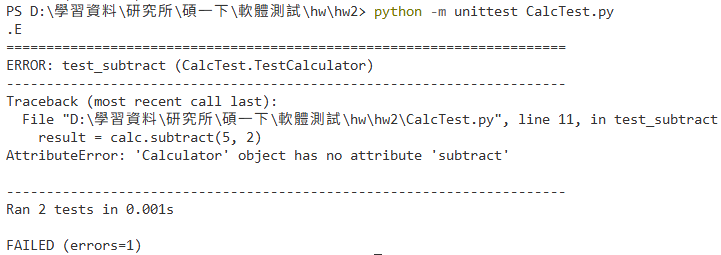 PS D:\學習資料\研究所\碩一下\軟體測試\hw\hw2> python -m unittest CalcTest.py
.E
======================================================================
ERROR: test_subtract (CalcTest.TestCalculator)
----------------------------------------------------------------------
Traceback (most recent call last):
  File "D:\學習資料\研究所\碩一下\軟體測試\hw\hw2\CalcTest.py", line 11, in test_subtract
    result = calc.subtract(5, 2)
AttributeError: 'Calculator' object has no attribute 'subtract'
----------------------------------------------------------------------
Ran 2 tests in 0.001s
FAILED (errors=1)